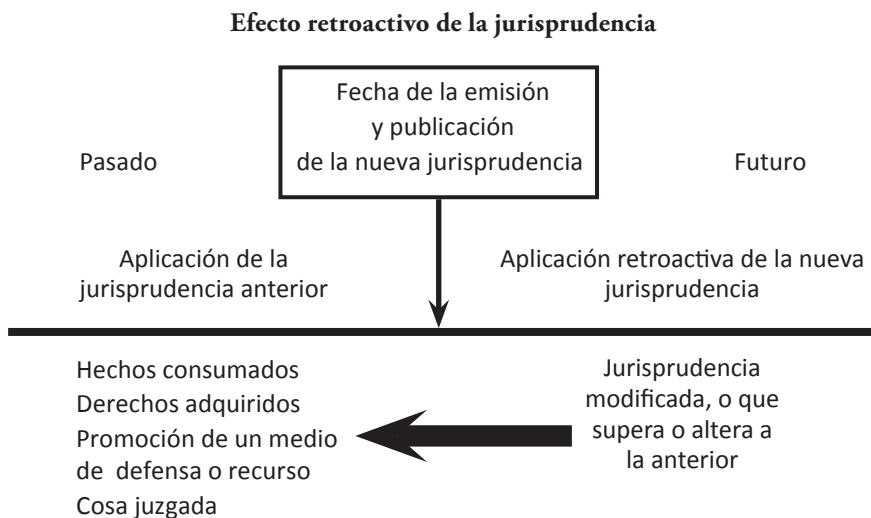 Efecto retroactivo de la jurisprudencia
Fecha de la emisión
y publicación
de la nueva jurisprudencia
Pasado
Futuro
Aplicación de la
jurisprudencia anterior
Aplicación retroactiva de la nueva
jurisprudencia
Hechos consumados
Derechos adquiridos
Promoción de un medio
de defensa o recurso
Cosa juzgada
Jurisprudencia
modificada, o que
supera o altera a
la anterior